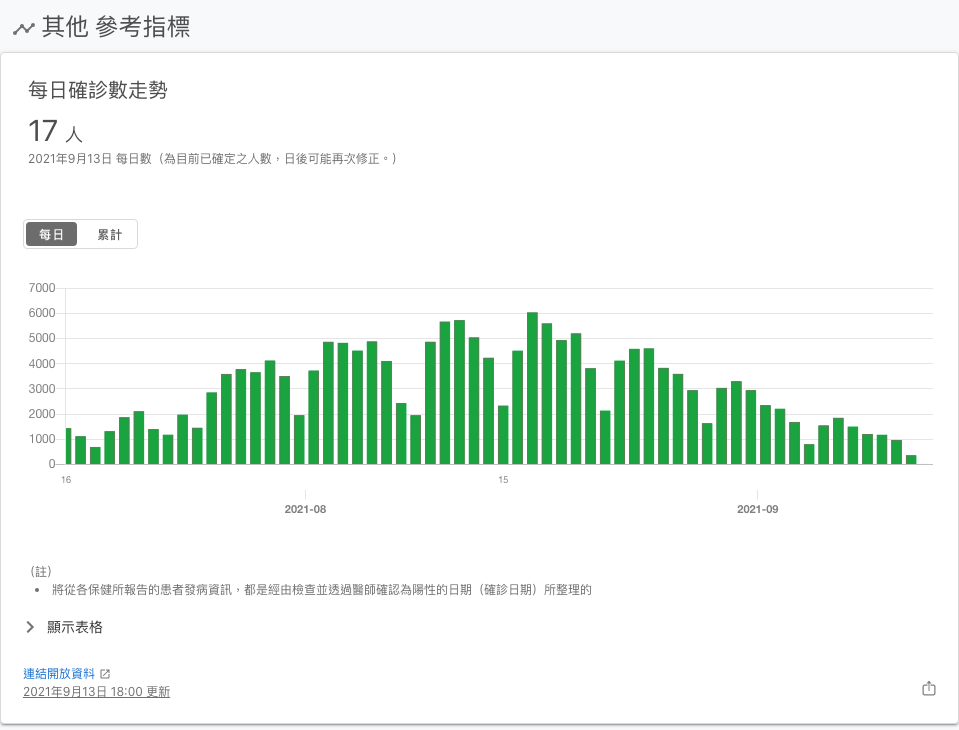 其他 參考指標
每日確診數走勢
17 人
2021年9月13日 每日數（為目前已確定之人數，日後可能再次修正。）
每日 累計
7000
6000
5000
4000
3000
2000
1000
0
16 15
2021-08 2021-09
（註）
• 將從各保健所報告的患者發病資訊，都是經由檢查並透過醫師確認為陽性的日期（確診日期）所整理的
顯示表格
連結開放資料
2021年9月13日 18:00 更新